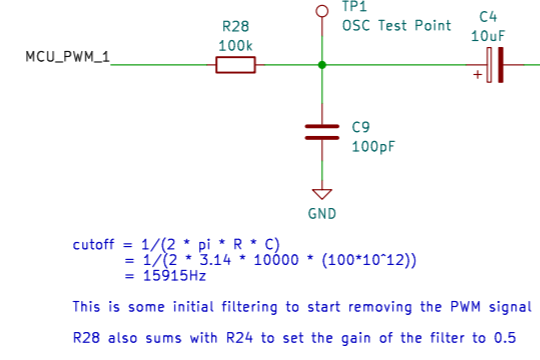 TP1
OSC Test Point
R28
100k
C4
10uF
MCU_PWM_1
+
C9
100pF
GND
cutoff = 1/(2 * pi * R * C)
= 1/(2 * 3.14 * 10000 * (100*10^12))
= 15915Hz
This is some initial filtering to start removing the PWM signal
R28 also sums with R24 to set the gain of the filter to 0.5